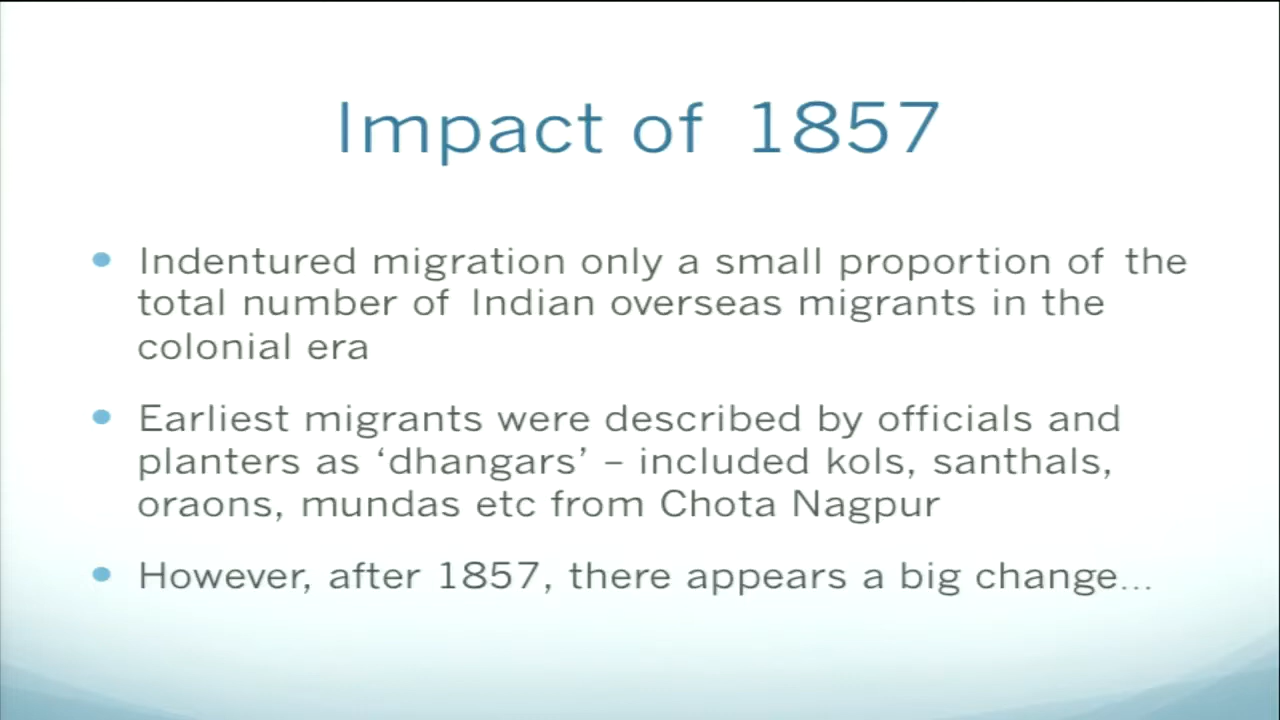 Impact of 1857
Indentured migration only a small proportion of the
total number of Indian overseas migrants in the
colonial era
Earliest migrants were described by officials and
planters as ‘dhangars’ – included kols, santhals,
oraons, mundas etc from Chota Nagpur
However, after 1857, there appears a big change...